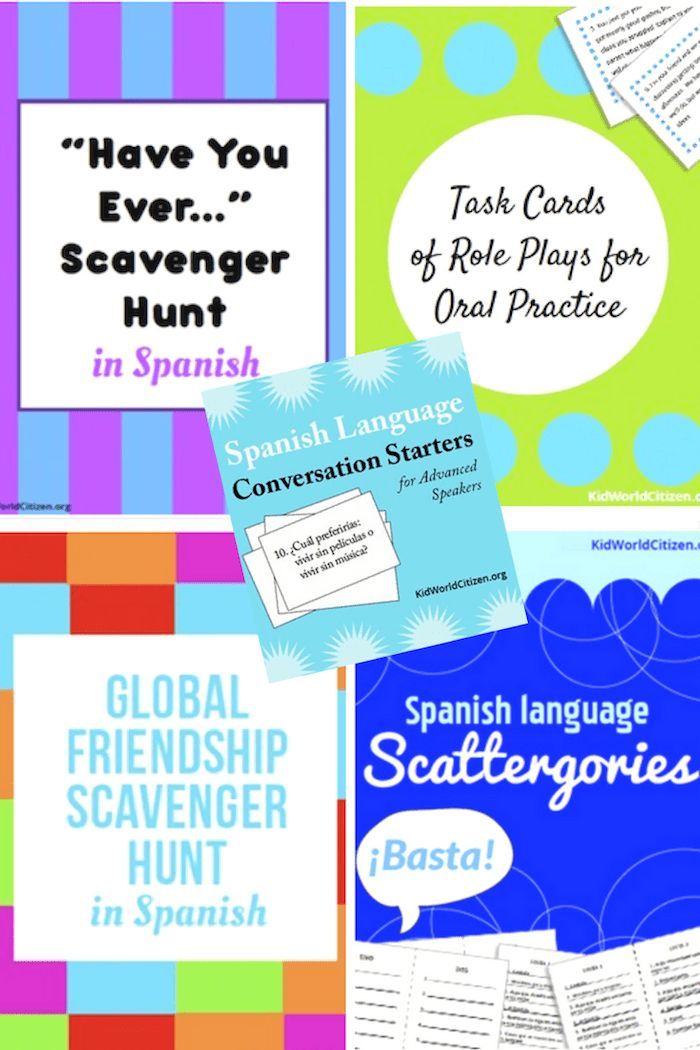 “Have You
Ever...”
Scavenger
Hunt
in Spanish
Task Cards
of Role Plays for
Oral Practice
KidWorldCitizen.org
Spanish Language
Conversation Starters
for Advanced
Speakers
10. ¿Cuál preferirías:
vivir sin películas o
vivir sin música?
KidWorldCitizen.org
GLOBAL
FRIENDSHIP
SCAVENGER
HUNT
in Spanish
KidWorldCitizen.o
Spanish language
Scattergories
¡Basta!
DOS